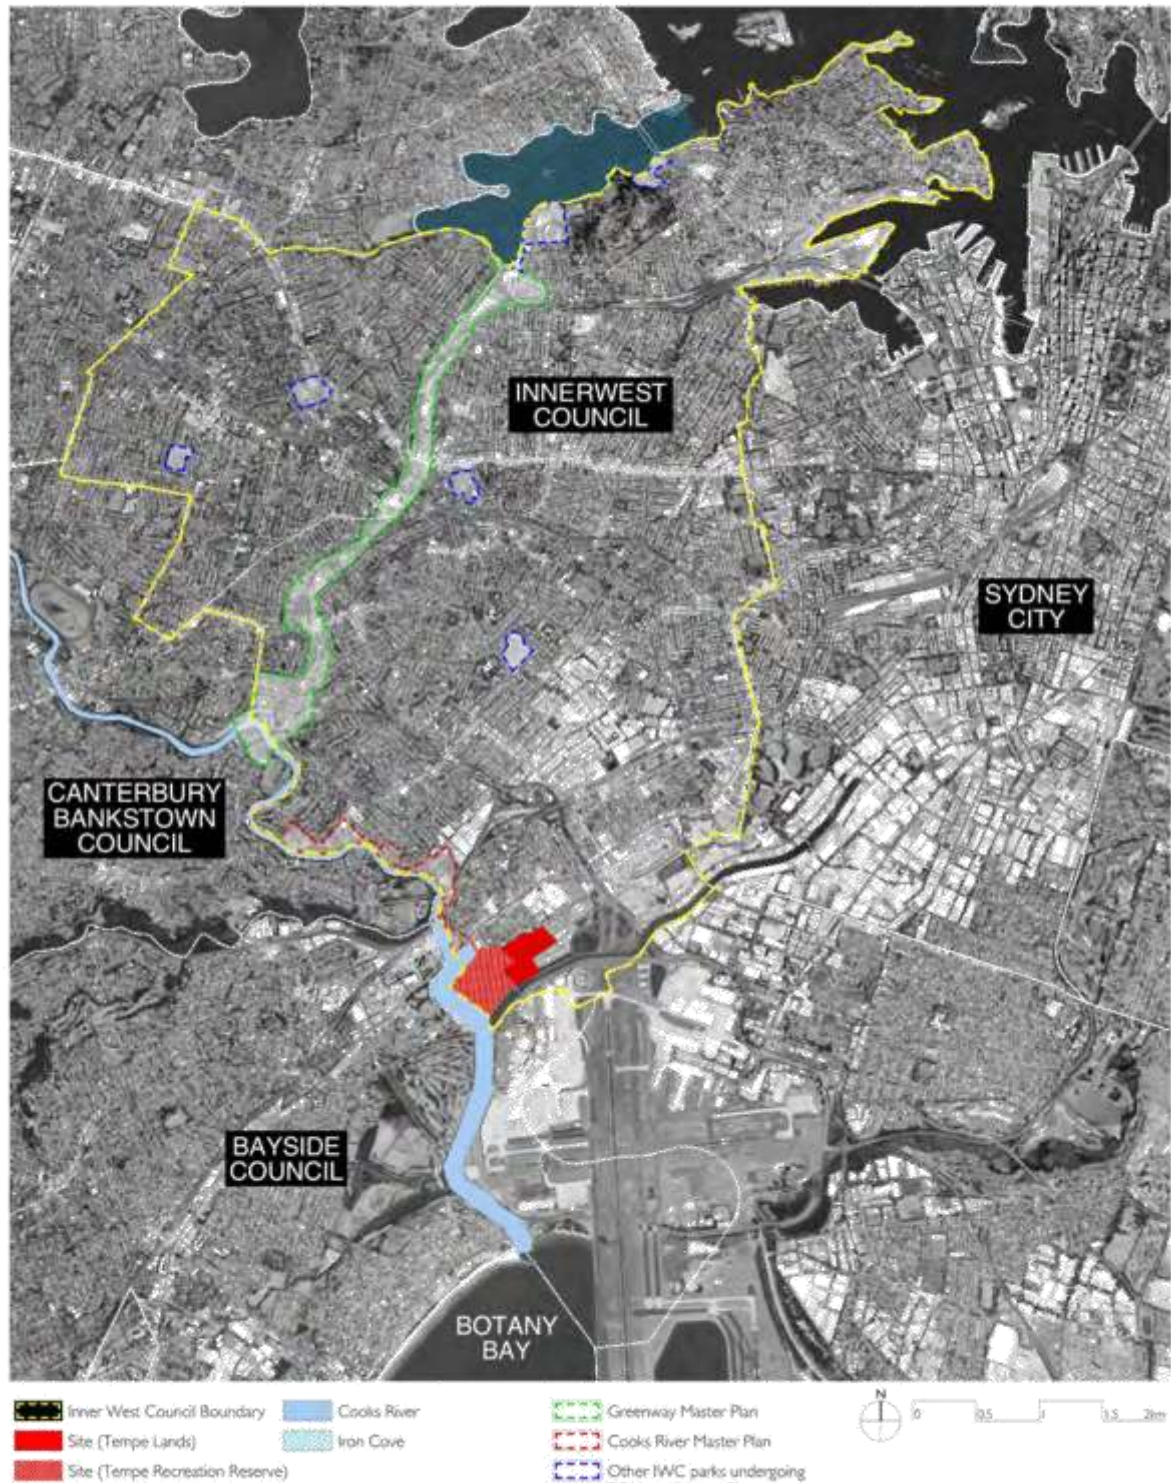 INNERWEST
COUNCIL
SYDNEY
CITY
CANTERBURY
BANKSTOWN
COUNCIL
BAYSIDE
COUNCIL
BOTANY
BAY
Inner West Council Boundary
Site (Tempe Lands)
Site (Tempe Recreation Reserve)
Cooks River
Iron Cove
Greenway Master Plan
Cooks River Master Plan
Other IWC parks undergoing
N
0 0.5 1 1.5 2km